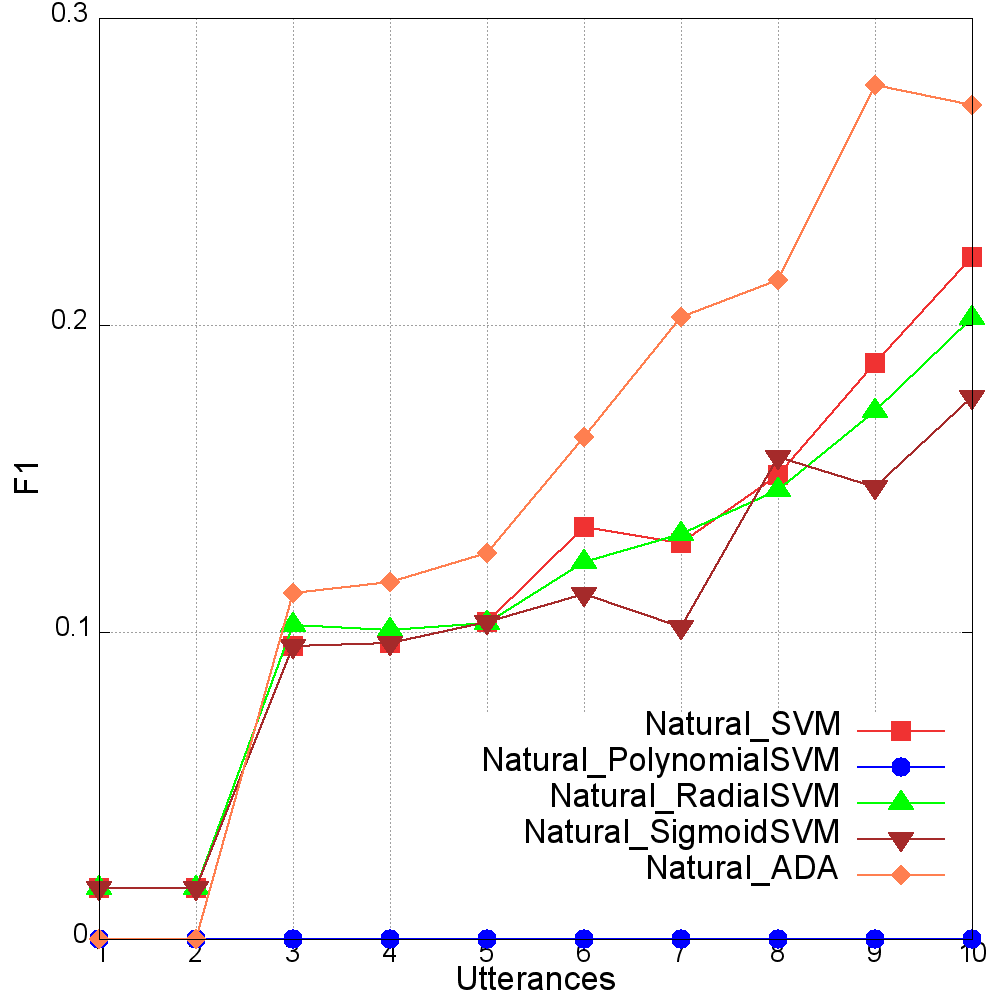 0.3
0.2
0.1
0
F1
Natural_SVM
Natural_PolynomialSVM
Natural_RadialSVM
Natural_SigmoidSVM
Natural_ADA
1 2 3 4 5 6 7 8 9 10
Utterances